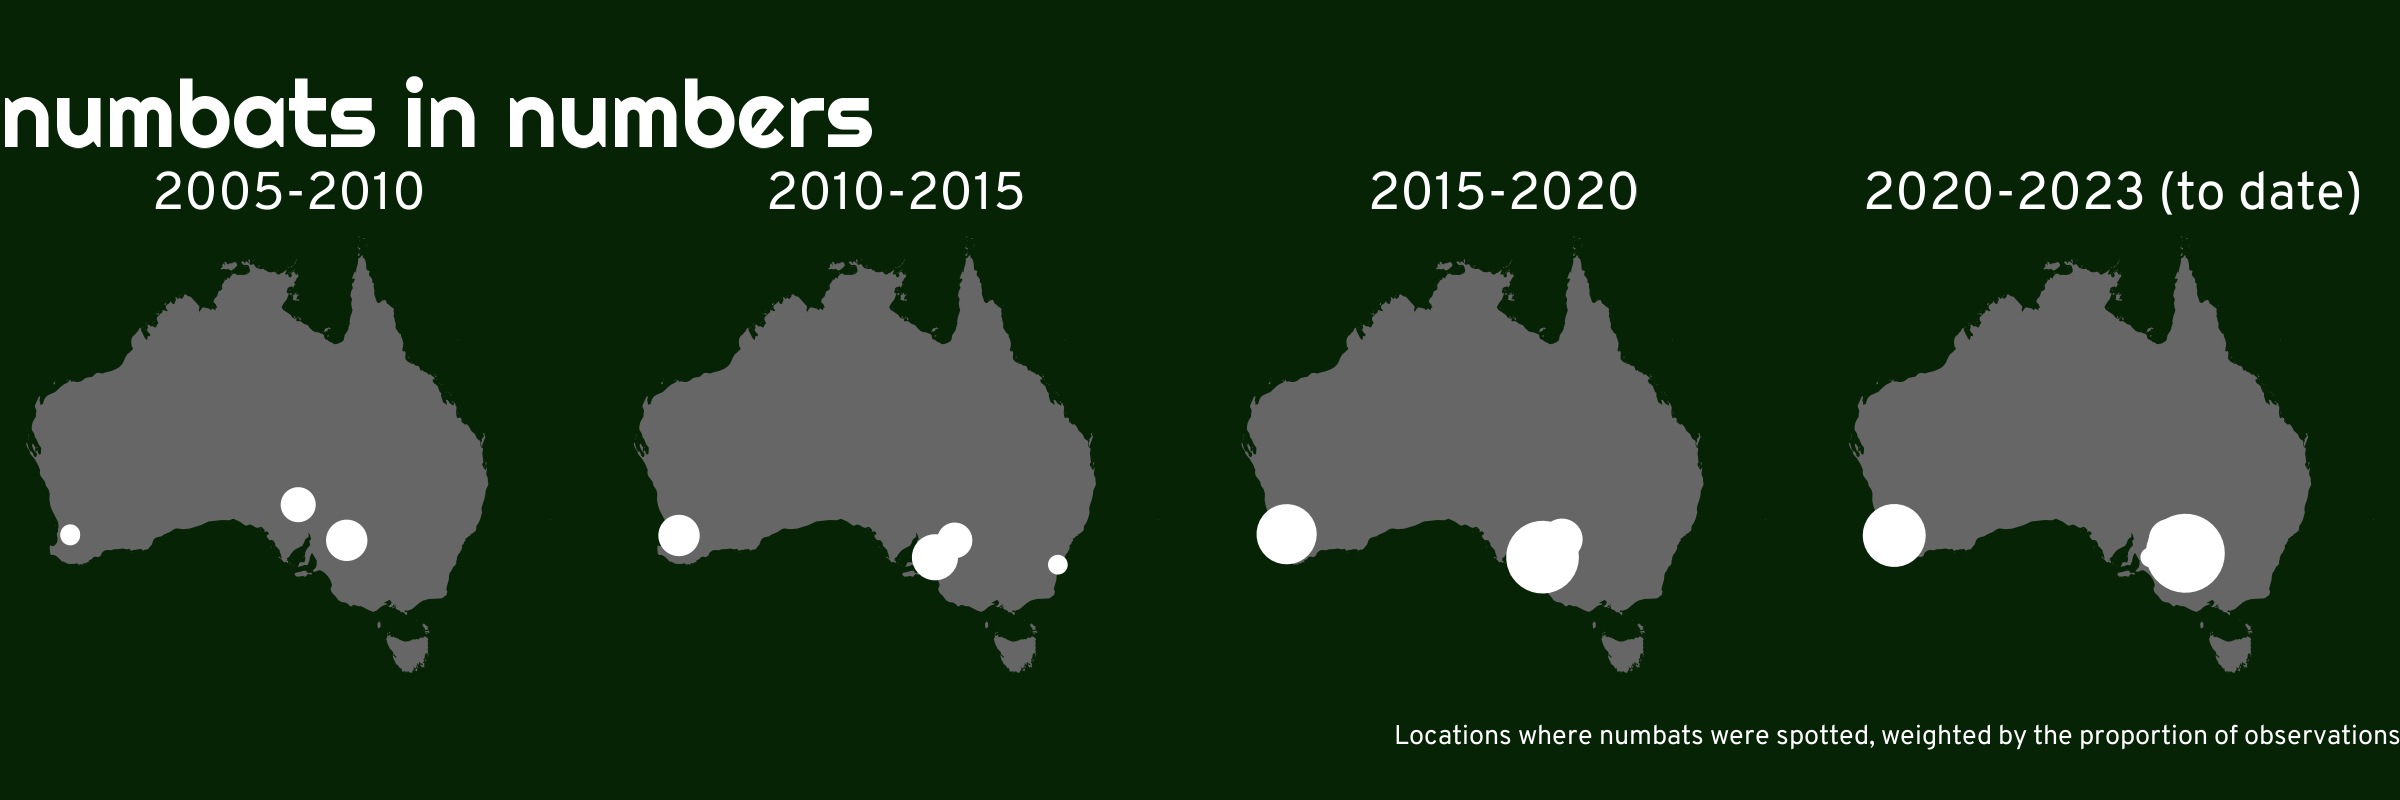 numbats in numbers
2005-2010
2010-2015
2015-2020
2020-2023 (to date)
Locations where numbats were spotted, weighted by the proportion of observations